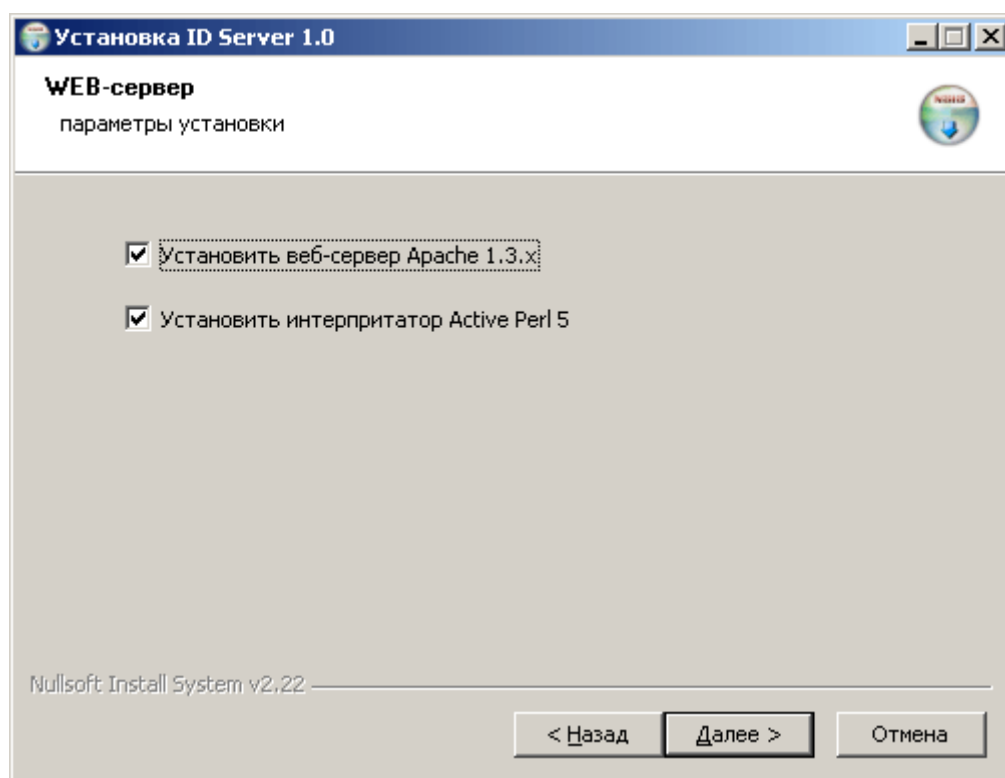 Установка ID Server 1.0
WEB-сервер
параметры установки
Установить веб-сервер Apache 1.3.x
Установить интерпритатор Active Perl 5
Nullsoft Install System v2.22
< Назад
Далее >
Отмена